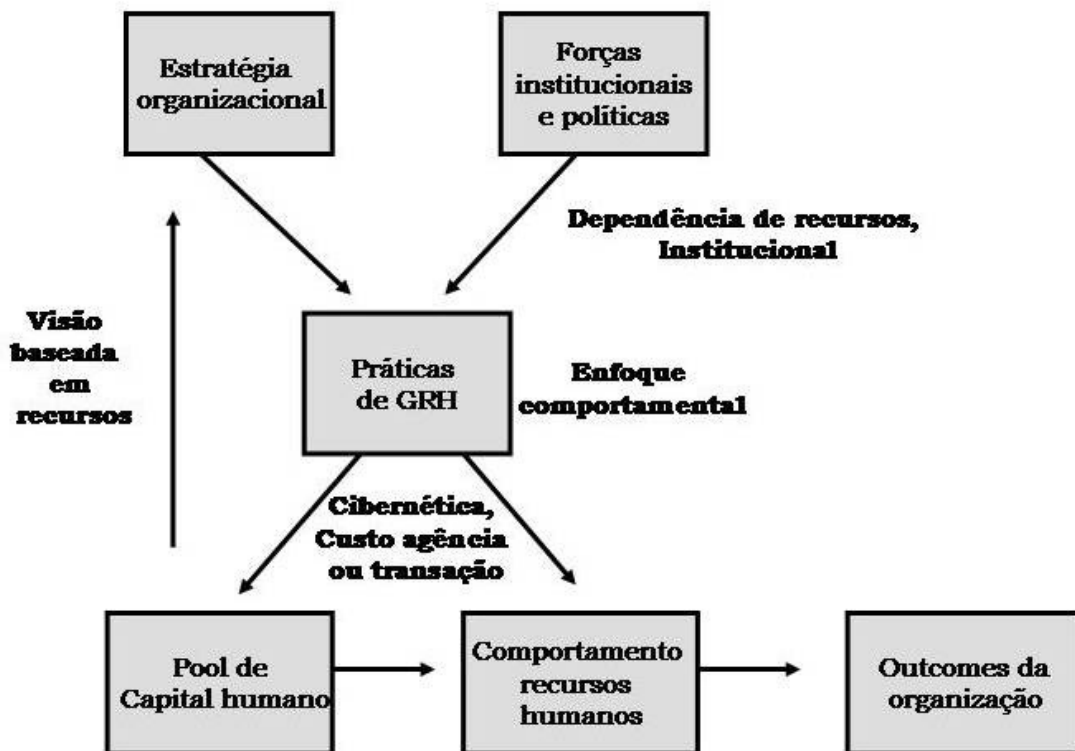 Estratégia
organizacional
Forças
institucionais
e políticas
Dependência de recursos,
Institucional
Visão
baseada
em
recursos
Práticas
de GRH
Enfoque
comportamental
Cibernética,
Custo agência
ou transação
Pool de
Capital humano
Comportamento
recursos
humanos
Outcomes da
organização